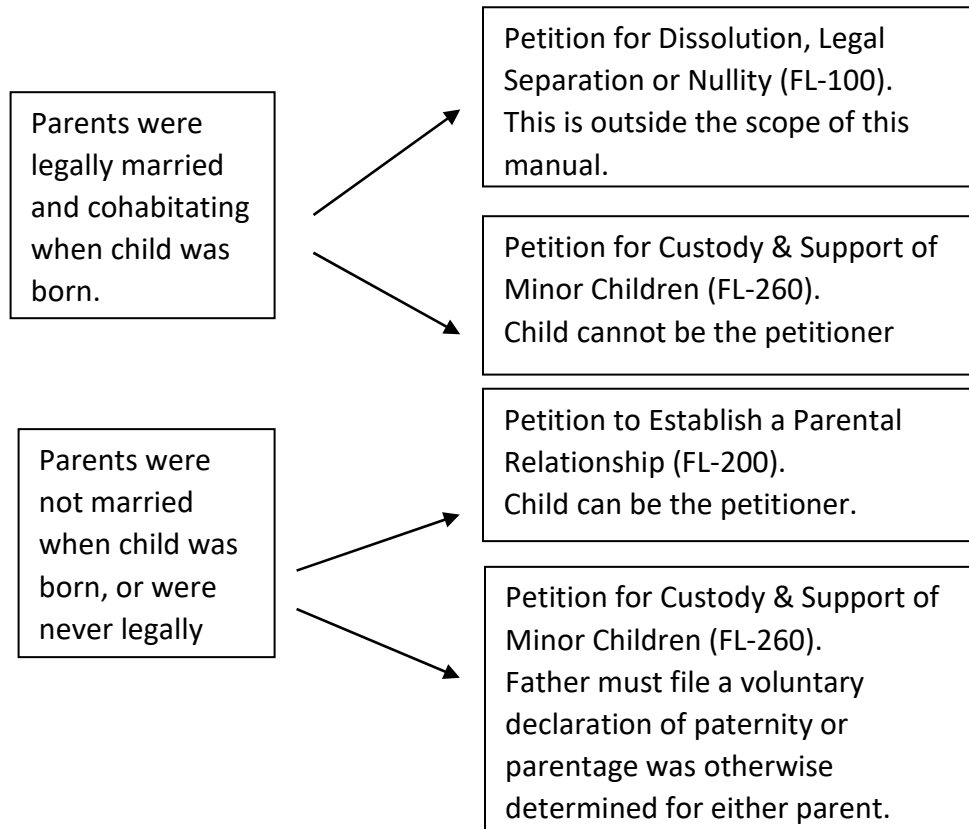 Parents were
legally married
and cohabitating
when child was
born.
Petition for Dissolution, Legal
Separation or Nullity (FL-100).
This is outside the scope of this
manual.
Petition for Custody & Support of
Minor Children (FL-260).
Child cannot be the petitioner
Parents were
not married
when child was
born, or were
never legally
Petition to Establish a Parental
Relationship (FL-200).
Child can be the petitioner.
Petition for Custody & Support of
Minor Children (FL-260).
Father must file a voluntary
declaration of paternity or
parentage was otherwise
determined for either parent.